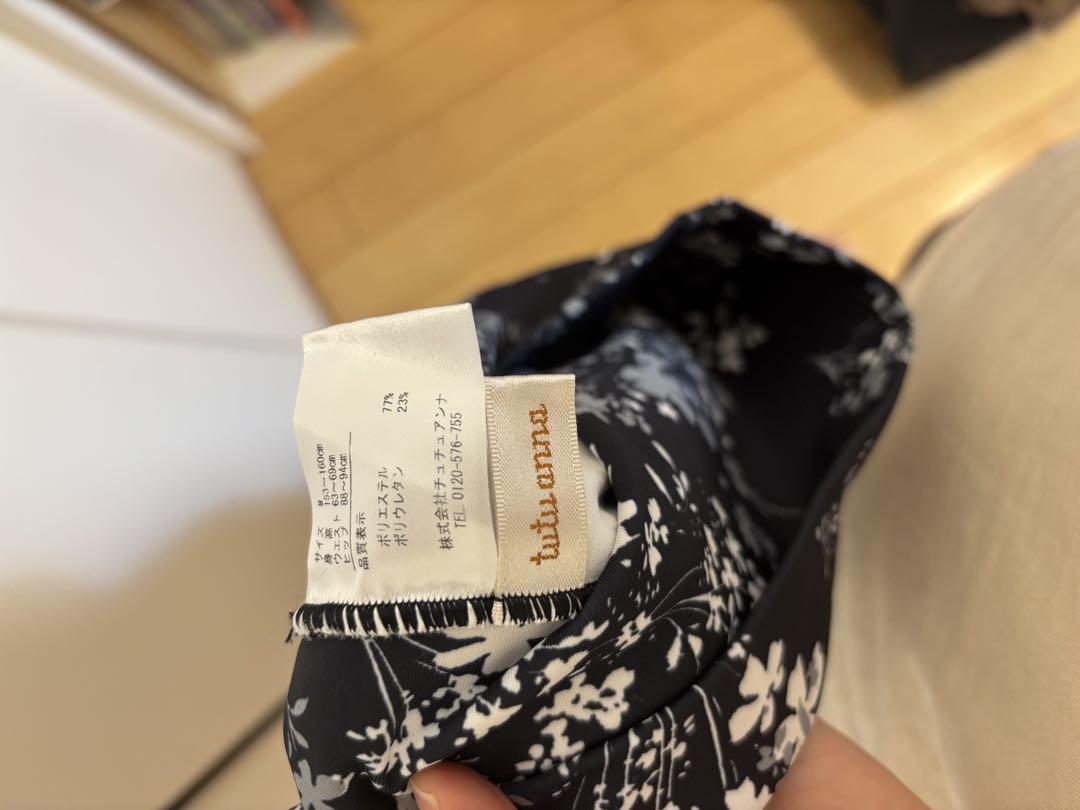 サイズ M
身 高 153〜160cm
ウエスト 63〜69cm
ヒップ 88〜94cm
品質表示
ポリエステル 77%
ポリウレタン 23%
株式会社チュチュアンナ
TEL. 0120-576-755
tutuanna